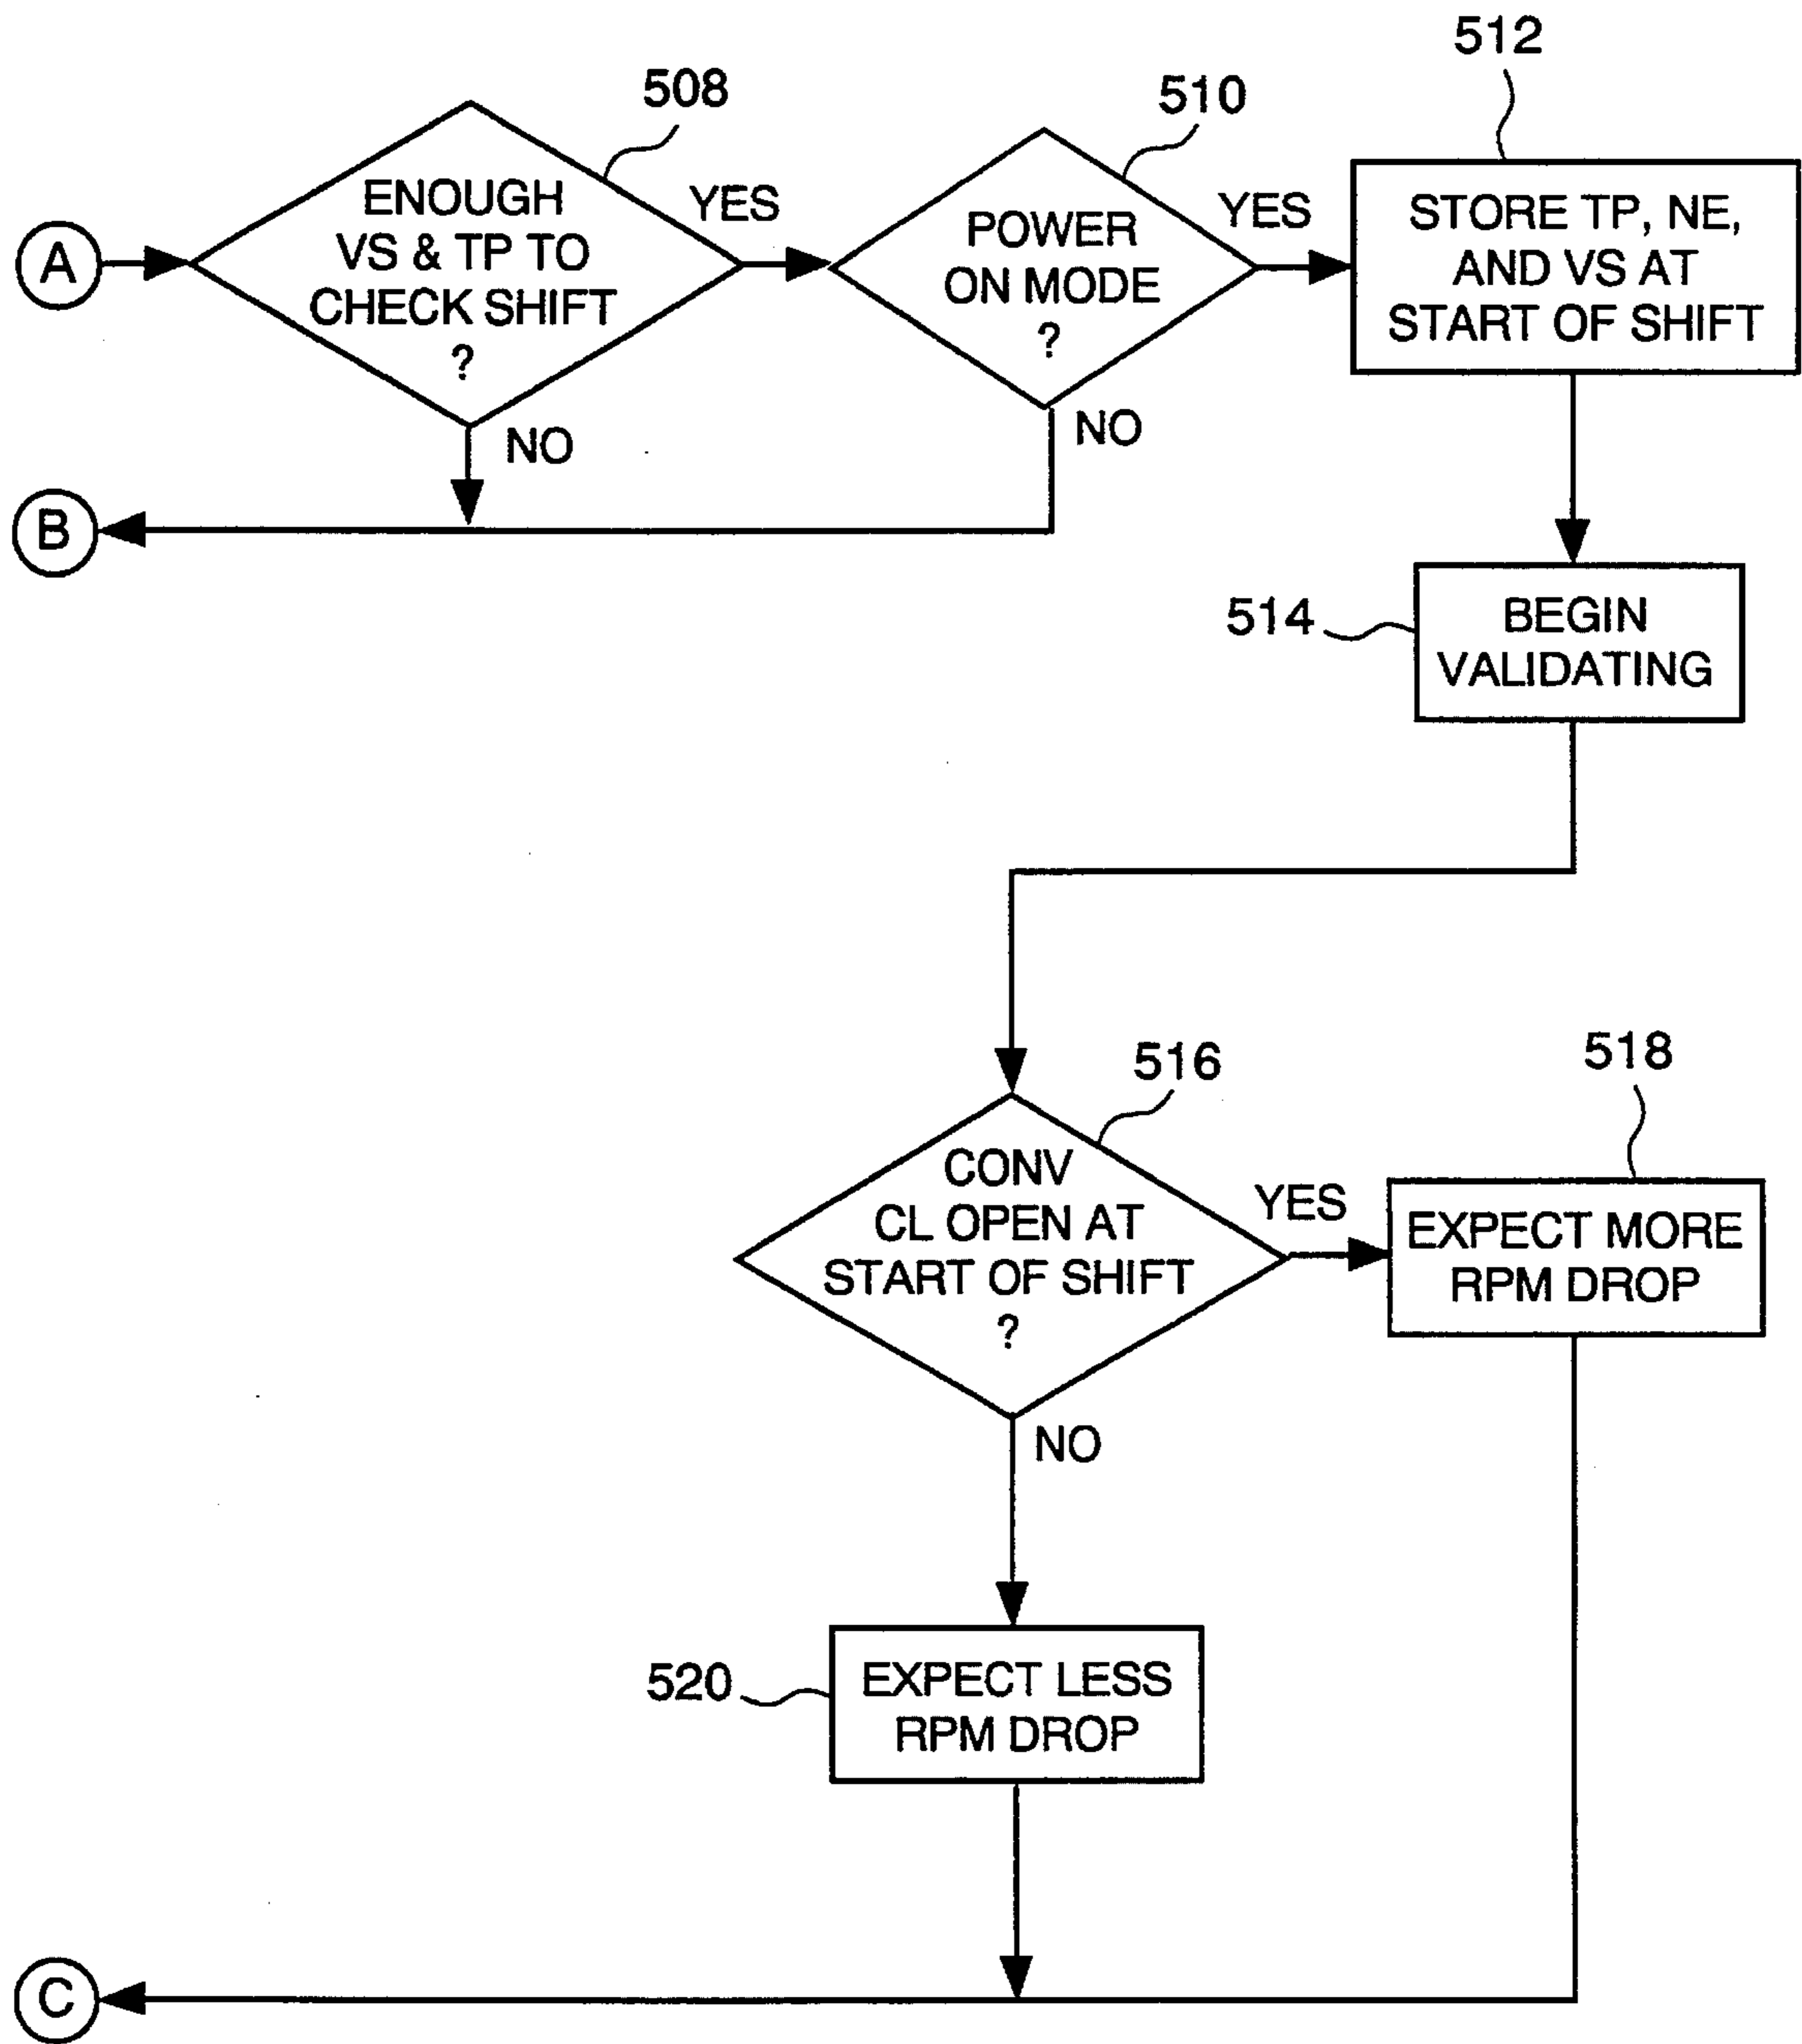 512
508
510
ENOUGH
VS & TP TO
CHECK SHIFT
?
YES
POWER
ON MODE
?
YES
STORE TP, NE,
AND VS AT
START OF SHIFT
A
NO
NO
B
514
BEGIN
VALIDATING
516
518
CONV
CL OPEN AT
START OF SHIFT
?
YES
EXPECT MORE
RPM DROP
NO
520
EXPECT LESS
RPM DROP
C